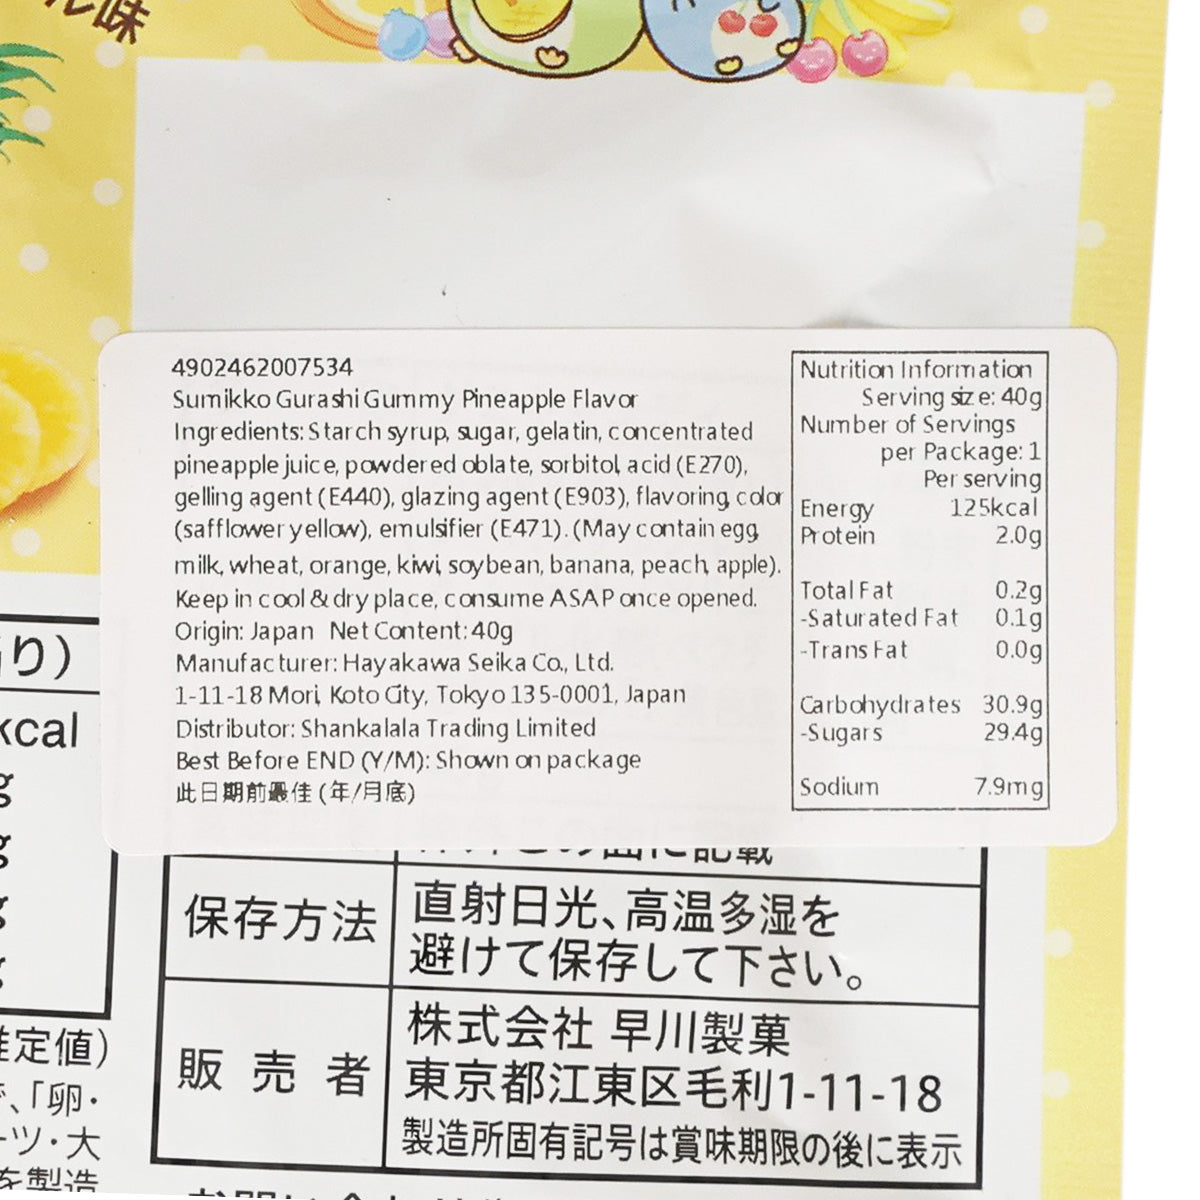 ル味
4902462007534
Sumikko Gurashi Gummy Pineapple Flavor
Ingredients: Starch syrup, sugar, gelatin, concentrated
pineapple juice, powdered oblate, sorbitol, acid (E270),
gelling agent (E440), glazing agent (E903), flavoring, color
(safflower yellow), emulsifier (E471). (May contain egg,
milk, wheat, orange, kiwi, soybean, banana, peach, apple).
Keep in cool & dry place, consume ASAP once opened.
Origin: Japan Net Content: 40g
Manufacturer: Hayakawa Seika Co., Ltd.
1-11-18 Mori, Koto City, Tokyo 135-0001, Japan
Distributor: Shankalala Trading Limited
Best Before END (Y/M): Shown on package
此日期前最佳 (年/月底)
Nutrition Information
Serving size: 40g
Number of Servings
per Package: 1
Per serving
Energy 125kcal
Protein 2.0g
Total Fat 0.2g
-Saturated Fat 0.1g
-Trans Fat 0.0g
Carbohydrates 30.9g
-Sugars 29.4g
Sodium 7.9mg
り)
kcal
g
g
g
g
定値)
、「卵・
ーツ・大
を製造
に記載
保存方法 直射日光、高温多湿を
避けて保存して下さい。
販売者 株式会社 早川製菓
東京都江東区毛利1-11-18
製造所固有記号は賞味期限の後に表示